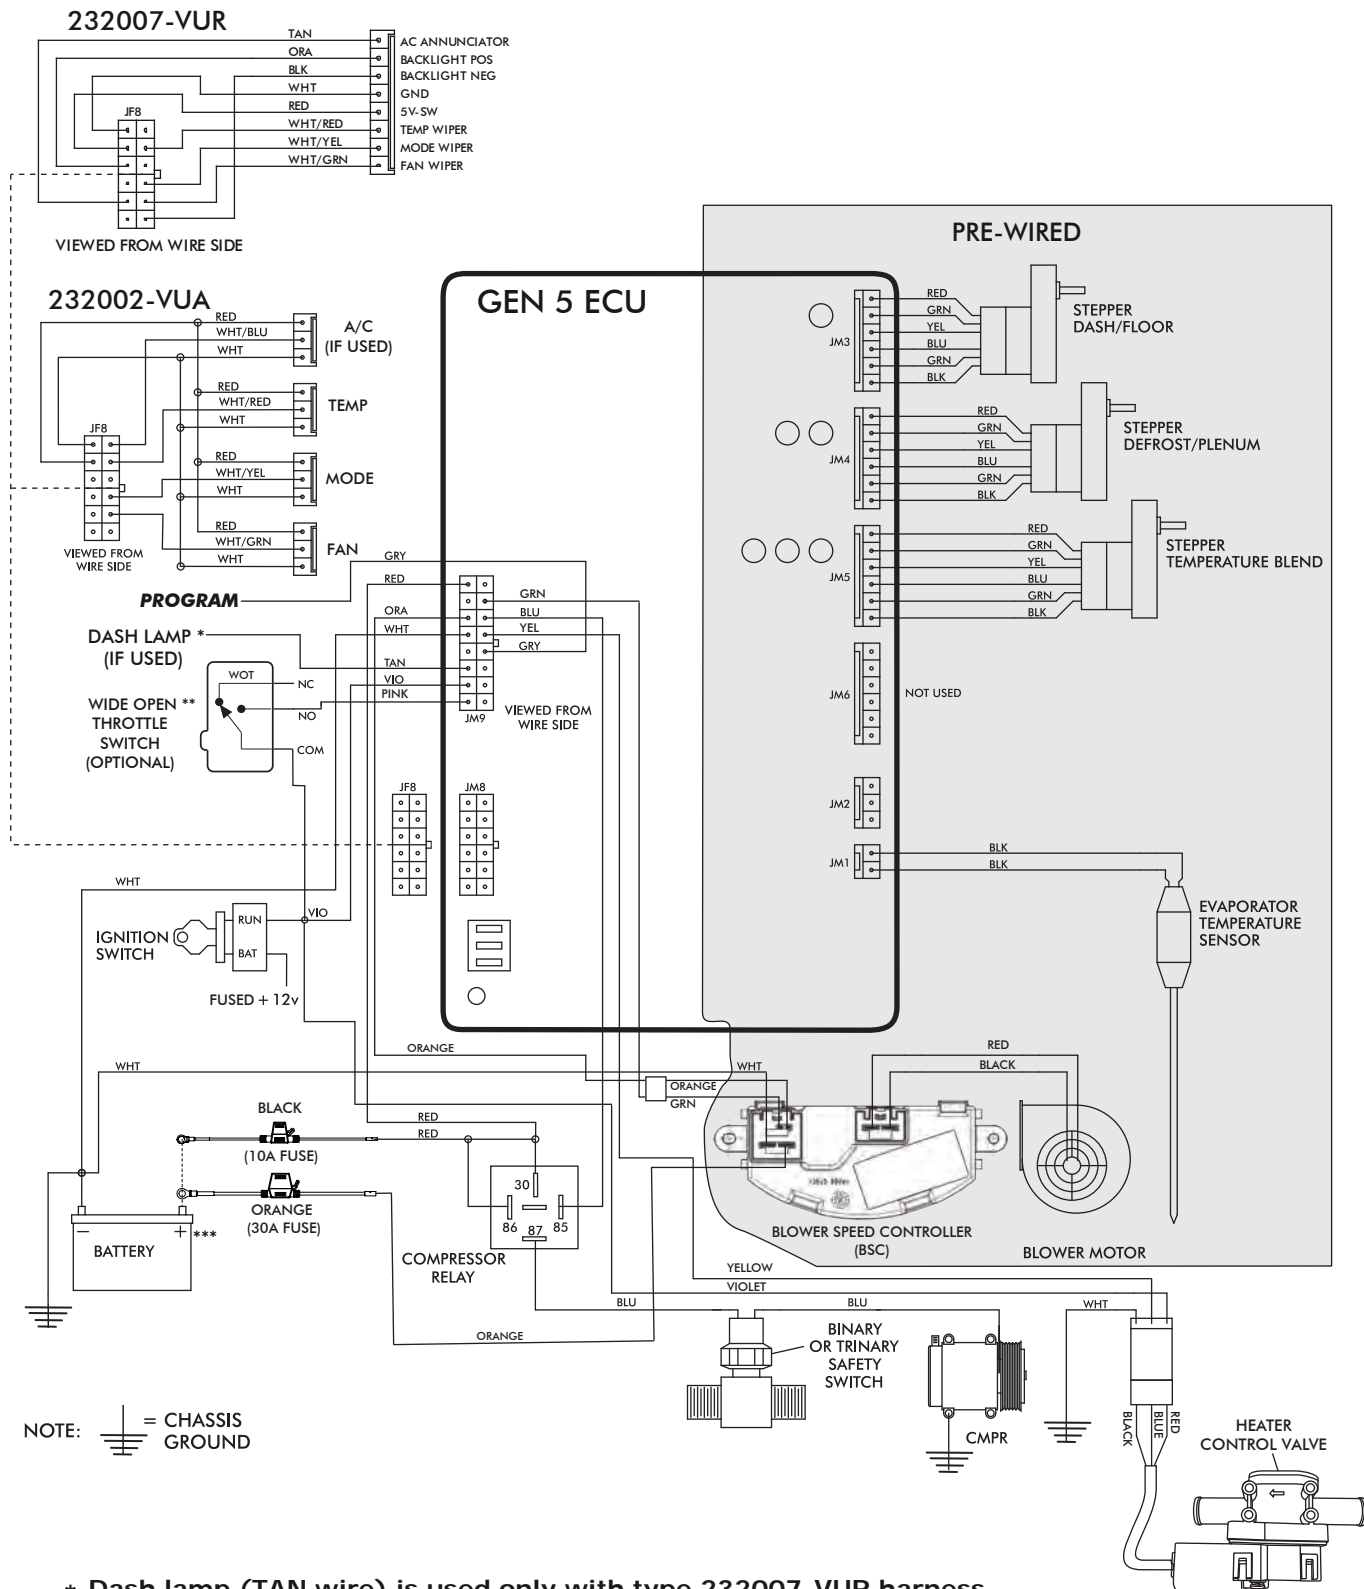 232007-VUR
TAN
ORA
BLK
WHT
RED
WHT/RED
WHT/YEL
WHT/GRN
AC ANNUNCIATOR
BACKLIGHT POS
BACKLIGHT NEG
GND
5V-SW
TEMP WIPER
MODE WIPER
FAN WIPER
JF8
VIEWED FROM WIRE SIDE
232002-VUA
RED
WHT/BLU
WHT
A/C
(IF USED)
RED
WHT/RED
WHT
TEMP
RED
WHT/YEL
WHT
MODE
RED
WHT/GRN
WHT
FAN
JF8
VIEWED FROM
WIRE SIDE
GEN 5 ECU
PRE-WIRED
JM3
RED
GRN
YEL
BLU
GRN
BLK
STEPPER
DASH/FLOOR
JM4
RED
GRN
YEL
BLU
GRN
BLK
STEPPER
DEFROST/PLENUM
JM5
RED
GRN
YEL
BLU
GRN
BLK
STEPPER
TEMPERATURE BLEND
JM6
NOT USED
JM2
JM1
BLK
BLK
EVAPORATOR
TEMPERATURE
SENSOR
PROGRAM
GRY
RED
ORA
WHT
TAN
VIO
PINK
GRN
BLU
YEL
GRY
JM9
VIEWED FROM
WIRE SIDE
DASH LAMP *
(IF USED)
WOT
NC
NO
COM
WIDE OPEN **
THROTTLE
SWITCH
(OPTIONAL)
JF8
JM8
WHT
VIO
IGNITION
SWITCH
RUN
BAT
FUSED + 12v
ORANGE
WHT
WHT
ORANGE
GRN
RED
BLACK
BLACK
(10A FUSE)
RED
RED
ORANGE
(30A FUSE)
BATTERY
–
+ ***
30
86
87
85
COMPRESSOR
RELAY
BLOWER SPEED CONTROLLER
(BSC)
BLOWER MOTOR
YELLOW
VIOLET
BLU
BLU
WHT
ORANGE
BINARY
OR TRINARY
SAFETY
SWITCH
CMPR
BLACK
BLUE
RED
HEATER
CONTROL VALVE
NOTE:
= CHASSIS
GROUND
* Dash lamp (TAN wire) is used only with type 232007-VUR harness